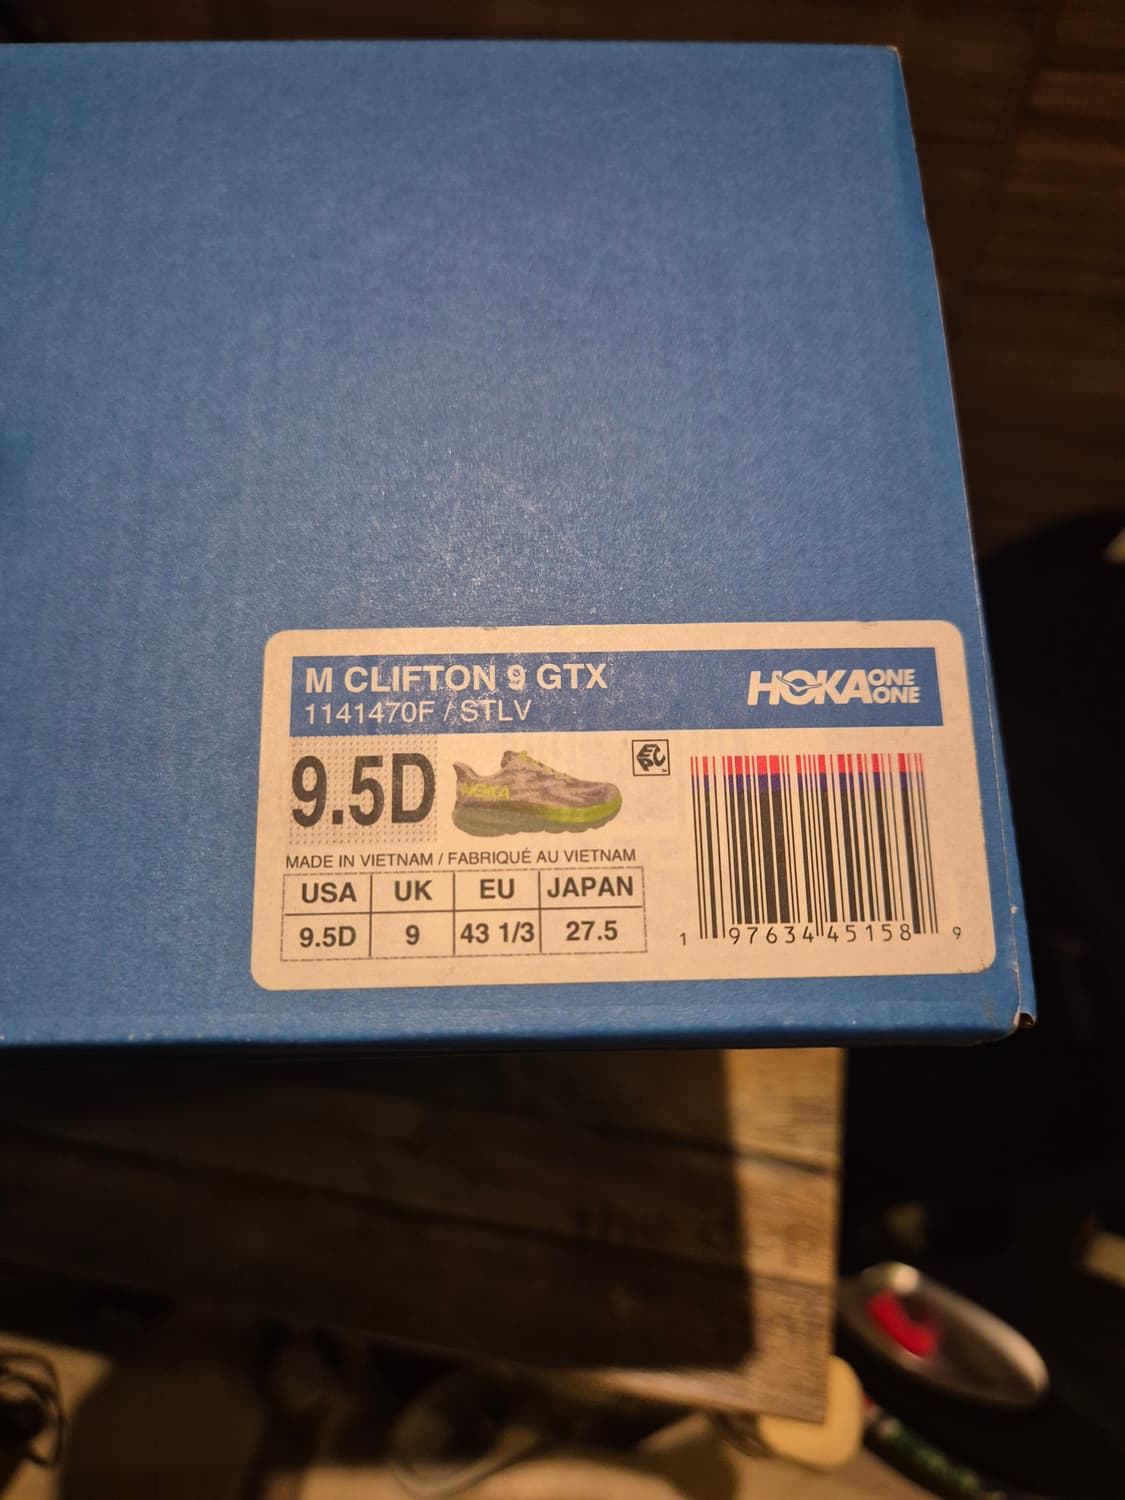 M CLIFTON 9 GTX
1141470F / STLV
HOKA ONE ONE
9.5D
HOKA
EPC
MADE IN VIETNAM / FABRIQUÉ AU VIETNAM
USA UK EU JAPAN
9.5D 9 43 1/3 27.5
1 97634 45158 9